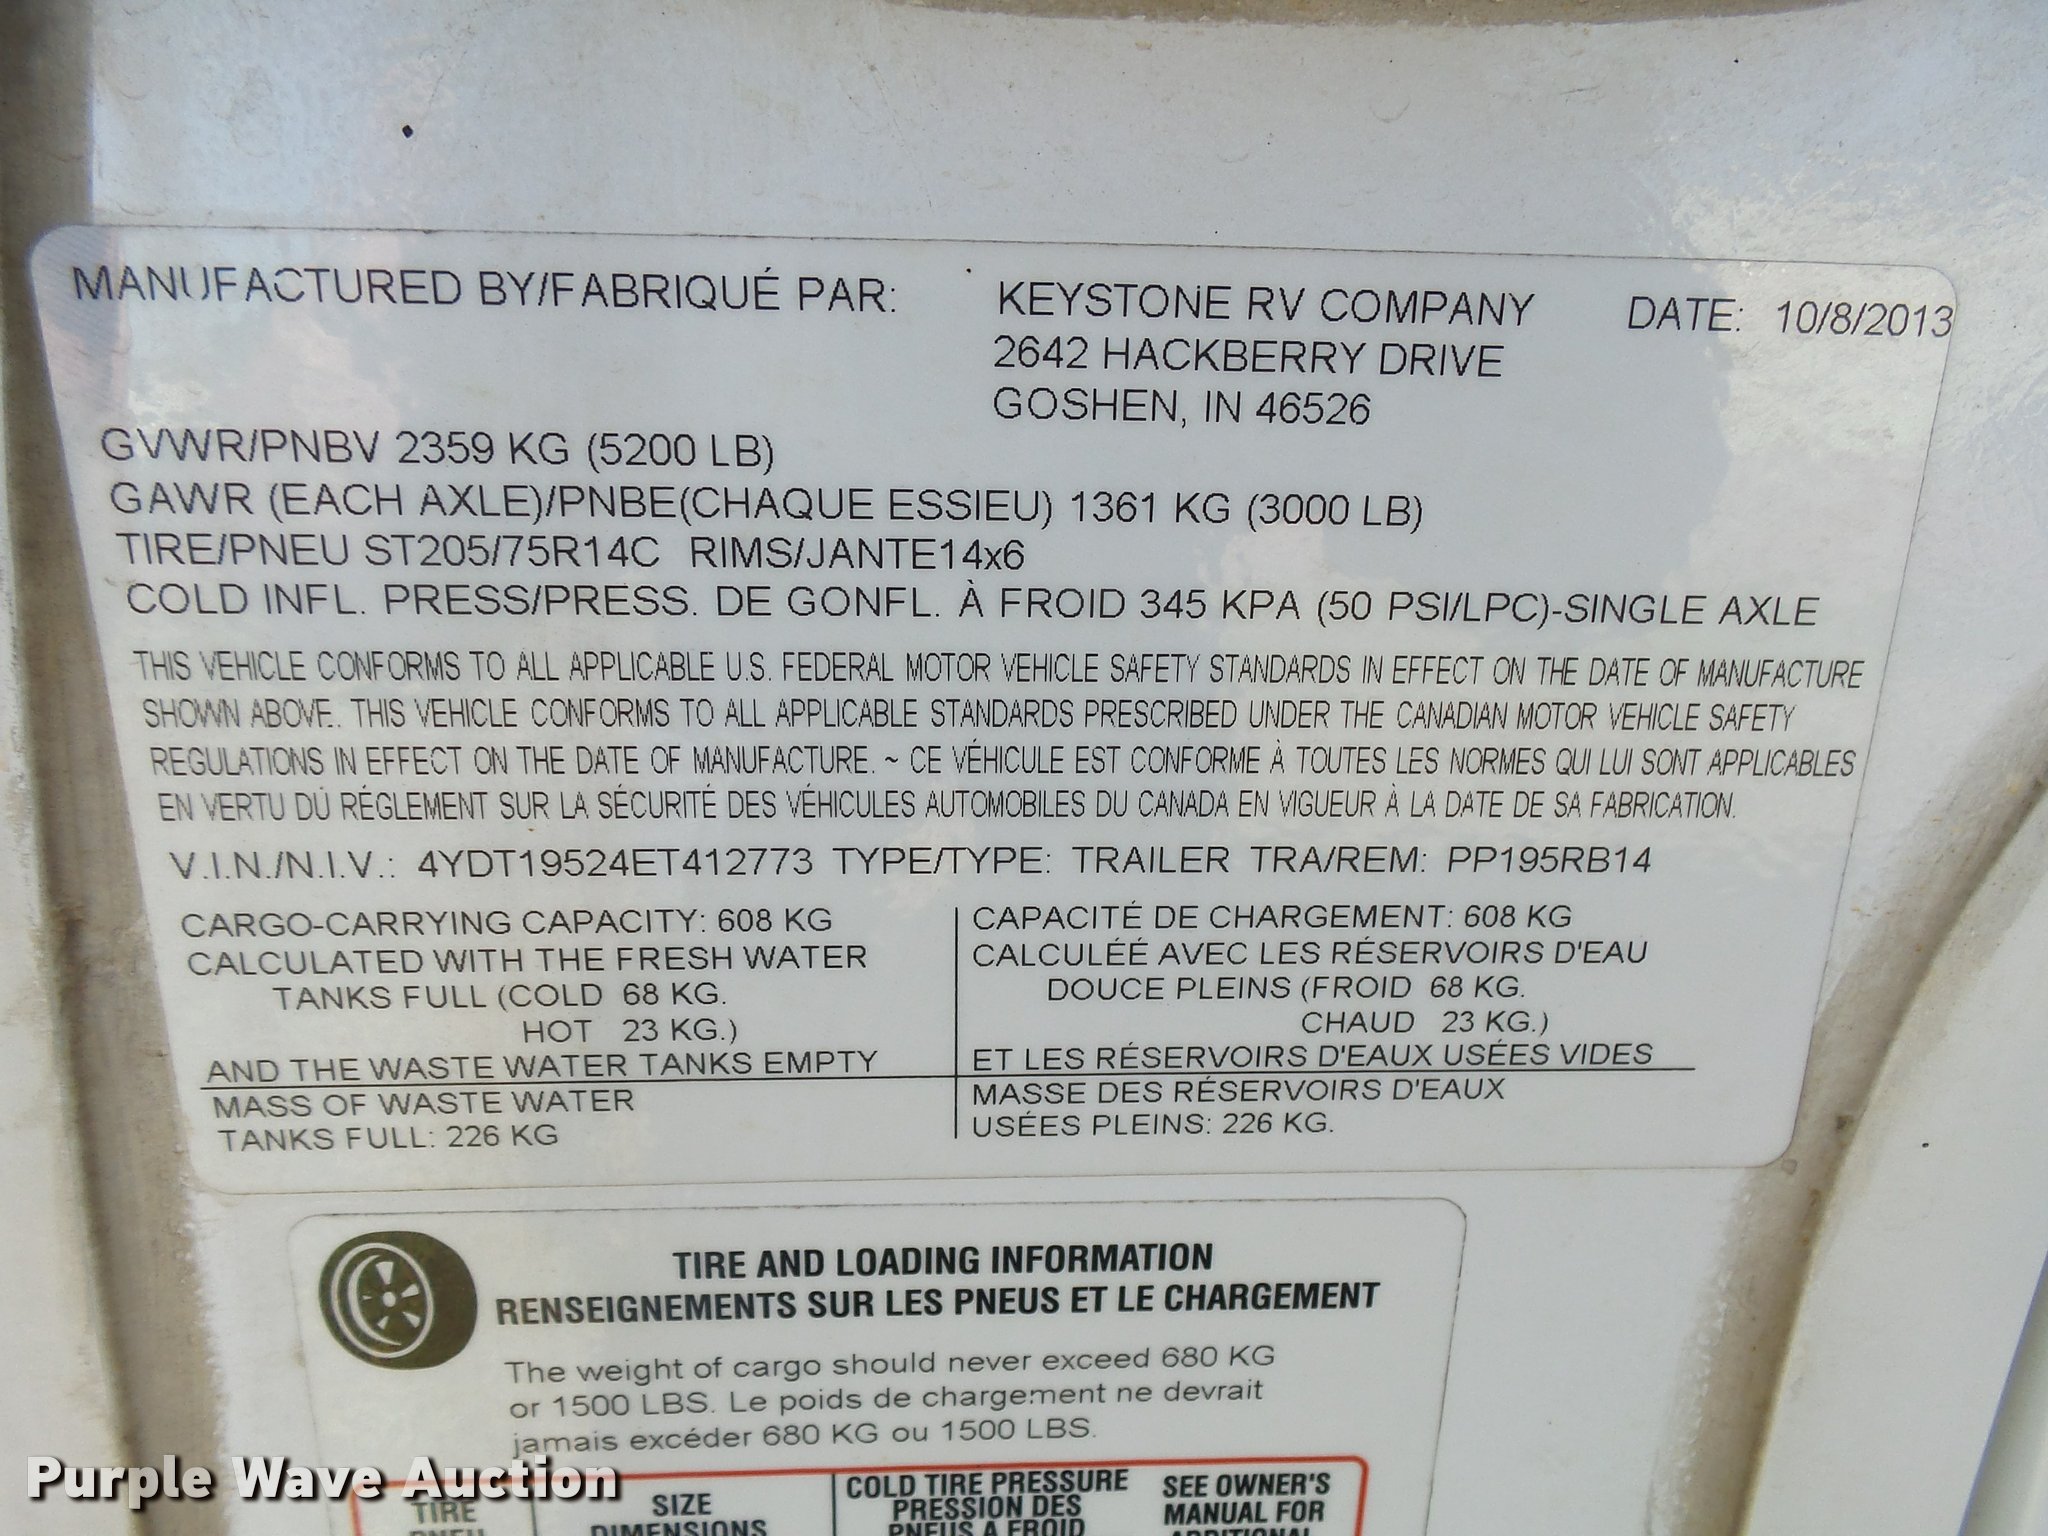 MANUFACTURED BY/FABRIQUÉ PAR: KEYSTONE RV COMPANY DATE: 10/8/2013
2642 HACKBERRY DRIVE
GOSHEN, IN 46526
GVWR/PNBV 2359 KG (5200 LB)
GAWR (EACH AXLE)/PNBE(CHAQUE ESSIEU) 1361 KG (3000 LB)
TIRE/PNEU ST205/75R14C RIMS/JANTE14x6
COLD INFL. PRESS/PRESS. DE GONFL. À FROID 345 KPA (50 PSI/LPC)-SINGLE AXLE
THIS VEHICLE CONFORMS TO ALL APPLICABLE U.S. FEDERAL MOTOR VEHICLE SAFETY STANDARDS IN EFFECT ON THE DATE OF MANUFACTURE
SHOWN ABOVE. THIS VEHICLE CONFORMS TO ALL APPLICABLE STANDARDS PRESCRIBED UNDER THE CANADIAN MOTOR VEHICLE SAFETY
REGULATIONS IN EFFECT ON THE DATE OF MANUFACTURE. ~ CE VÉHICULE EST CONFORME À TOUTES LES NORMES QUI LUI SONT APPLICABLES
EN VERTU DU RÉGLEMENT SUR LA SÉCURITÉ DES VÉHICULES AUTOMOBILES DU CANADA EN VIGUEUR À LA DATE DE SA FABRICATION.
V.I.N./N.I.V.: 4YDT19524ET412773 TYPE/TYPE: TRAILER TRA/REM: PP195RB14
CARGO-CARRYING CAPACITY: 608 KG
CALCULATED WITH THE FRESH WATER
TANKS FULL (COLD 68 KG.
HOT 23 KG.)
AND THE WASTE WATER TANKS EMPTY
MASS OF WASTE WATER
TANKS FULL: 226 KG
CAPACITÉ DE CHARGEMENT: 608 KG
CALCULÉÉ AVEC LES RÉSERVOIRS D'EAU
DOUCE PLEINS (FROID 68 KG.
CHAUD 23 KG.)
ET LES RÉSERVOIRS D'EAUX USÉES VIDES
MASSE DES RÉSERVOIRS D'EAUX
USÉES PLEINS: 226 KG.
TIRE AND LOADING INFORMATION
RENSEIGNEMENTS SUR LES PNEUS ET LE CHARGEMENT
The weight of cargo should never exceed 680 KG
or 1500 LBS. Le poids de chargement ne devrait
jamais excéder 680 KG ou 1500 LBS.
TIRE
PNEU
SIZE
DIMENSIONS
COLD TIRE PRESSURE
PRESSION DES
PNEUS A FROID
SEE OWNER'S
MANUAL FOR
ADDITIONAL
Purple Wave Auction